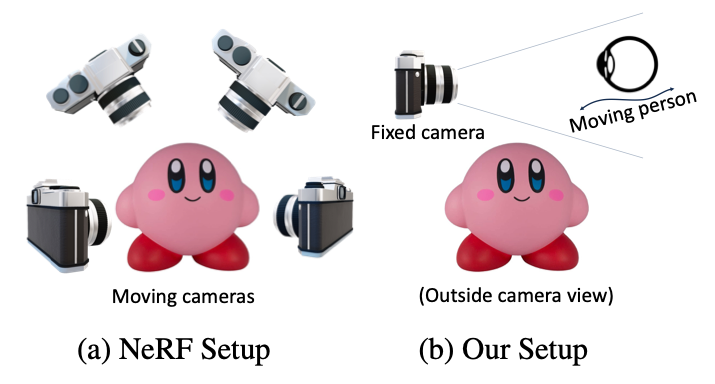 Fixed camera
Moving person
Moving cameras
(Outside camera view)
(a) NeRF Setup
(b) Our Setup